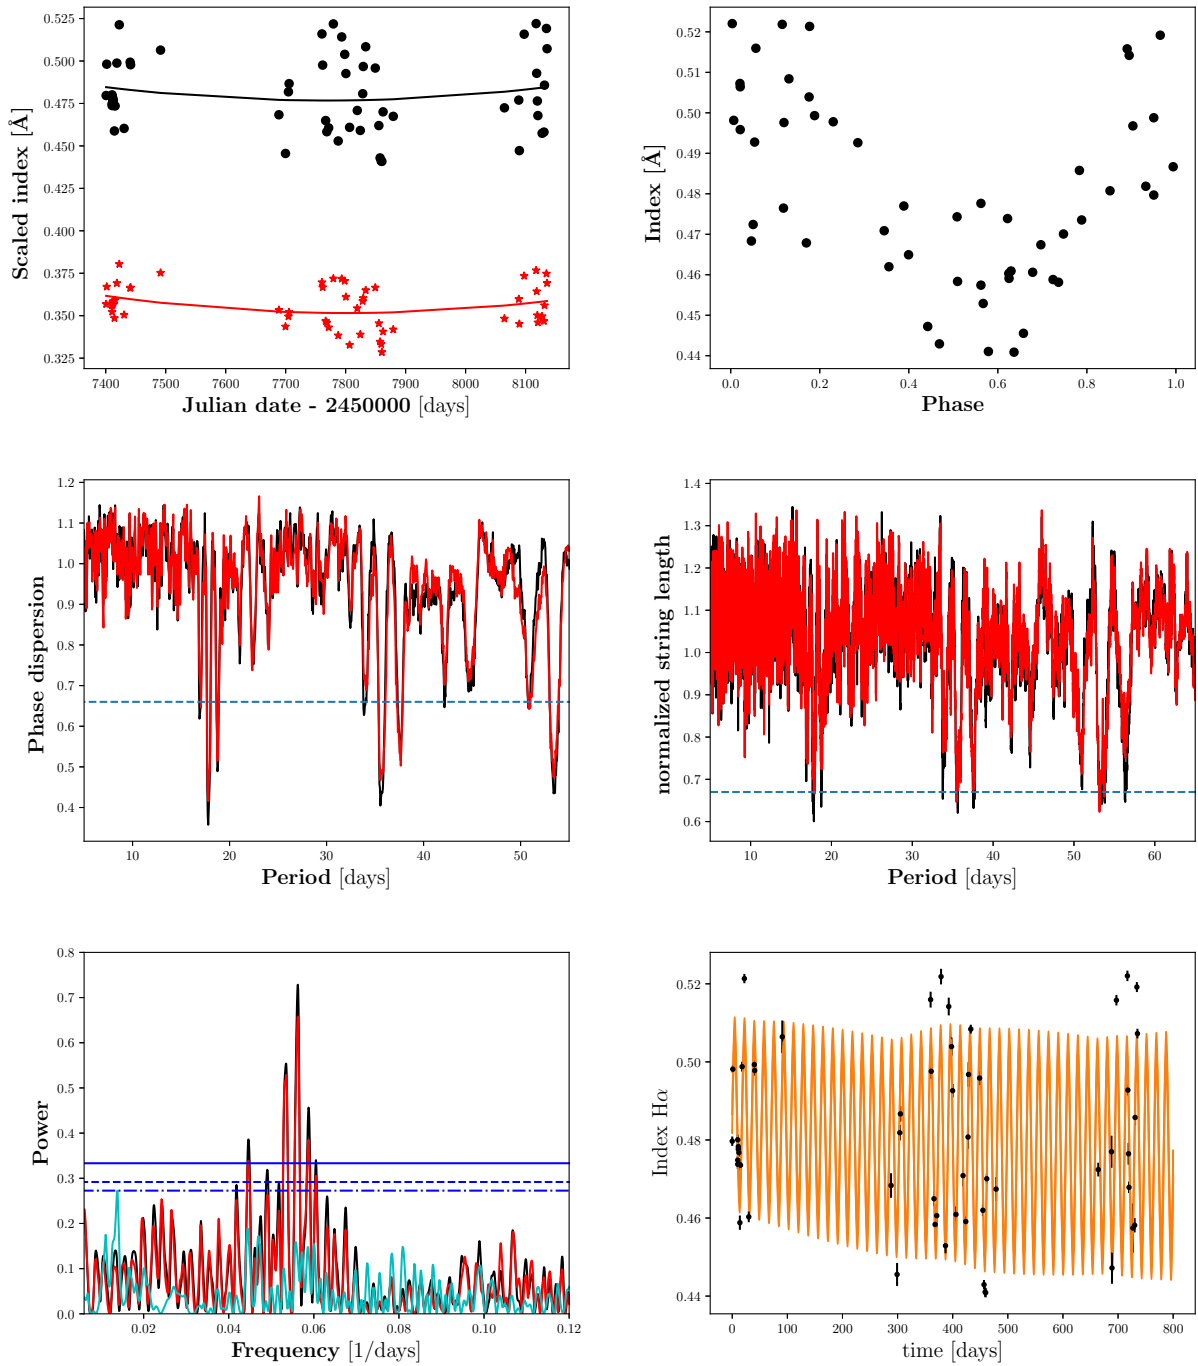 Scaled index [Å]
0.525
0.500
0.475
0.450
0.425
0.400
0.375
0.350
0.325
7400 7500 7600 7700 7800 7900 8000 8100
Julian date - 2450000 [days]
Index [Å]
0.52
0.51
0.50
0.49
0.48
0.47
0.46
0.45
0.44
0.0 0.2 0.4 0.6 0.8 1.0
Phase
Phase dispersion
1.2
1.1
1.0
0.9
0.8
0.7
0.6
0.5
0.4
10 20 30 40 50
Period [days]
normalized string length
1.4
1.3
1.2
1.1
1.0
0.9
0.8
0.7
0.6
10 20 30 40 50 60
Period [days]
Power
0.8
0.7
0.6
0.5
0.4
0.3
0.2
0.1
0.0
0.02 0.04 0.06 0.08 0.10 0.12
Frequency [1/days]
Index Hα
0.52
0.50
0.48
0.46
0.44
0 100 200 300 400 500 600 700 800
time [days]